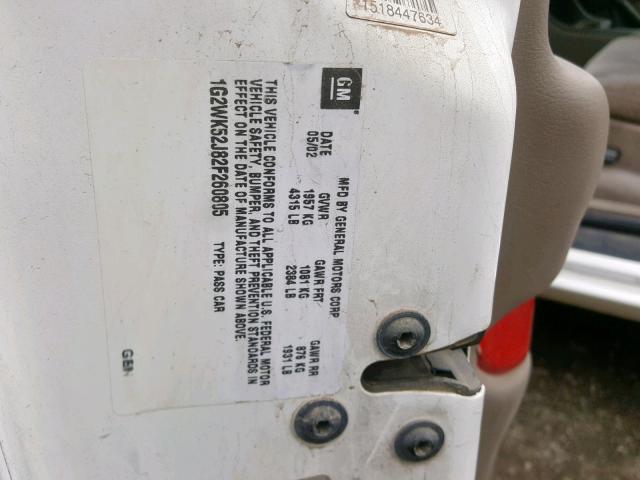 1518447634
GM
MFD BY GENERAL MOTORS CORP
DATE GVWR GAWR FRT GAWR RR
05/02 1957 KG 1081 KG 876 KG
4315 LB 2384 LB 1931 LB
THIS VEHICLE CONFORMS TO ALL APPLICABLE U.S. FEDERAL MOTOR
VEHICLE SAFETY, BUMPER, AND THEFT PREVENTION STANDARDS IN
EFFECT ON THE DATE OF MANUFACTURE SHOWN ABOVE.
1G2WK52J82F260805 TYPE: PASS CAR